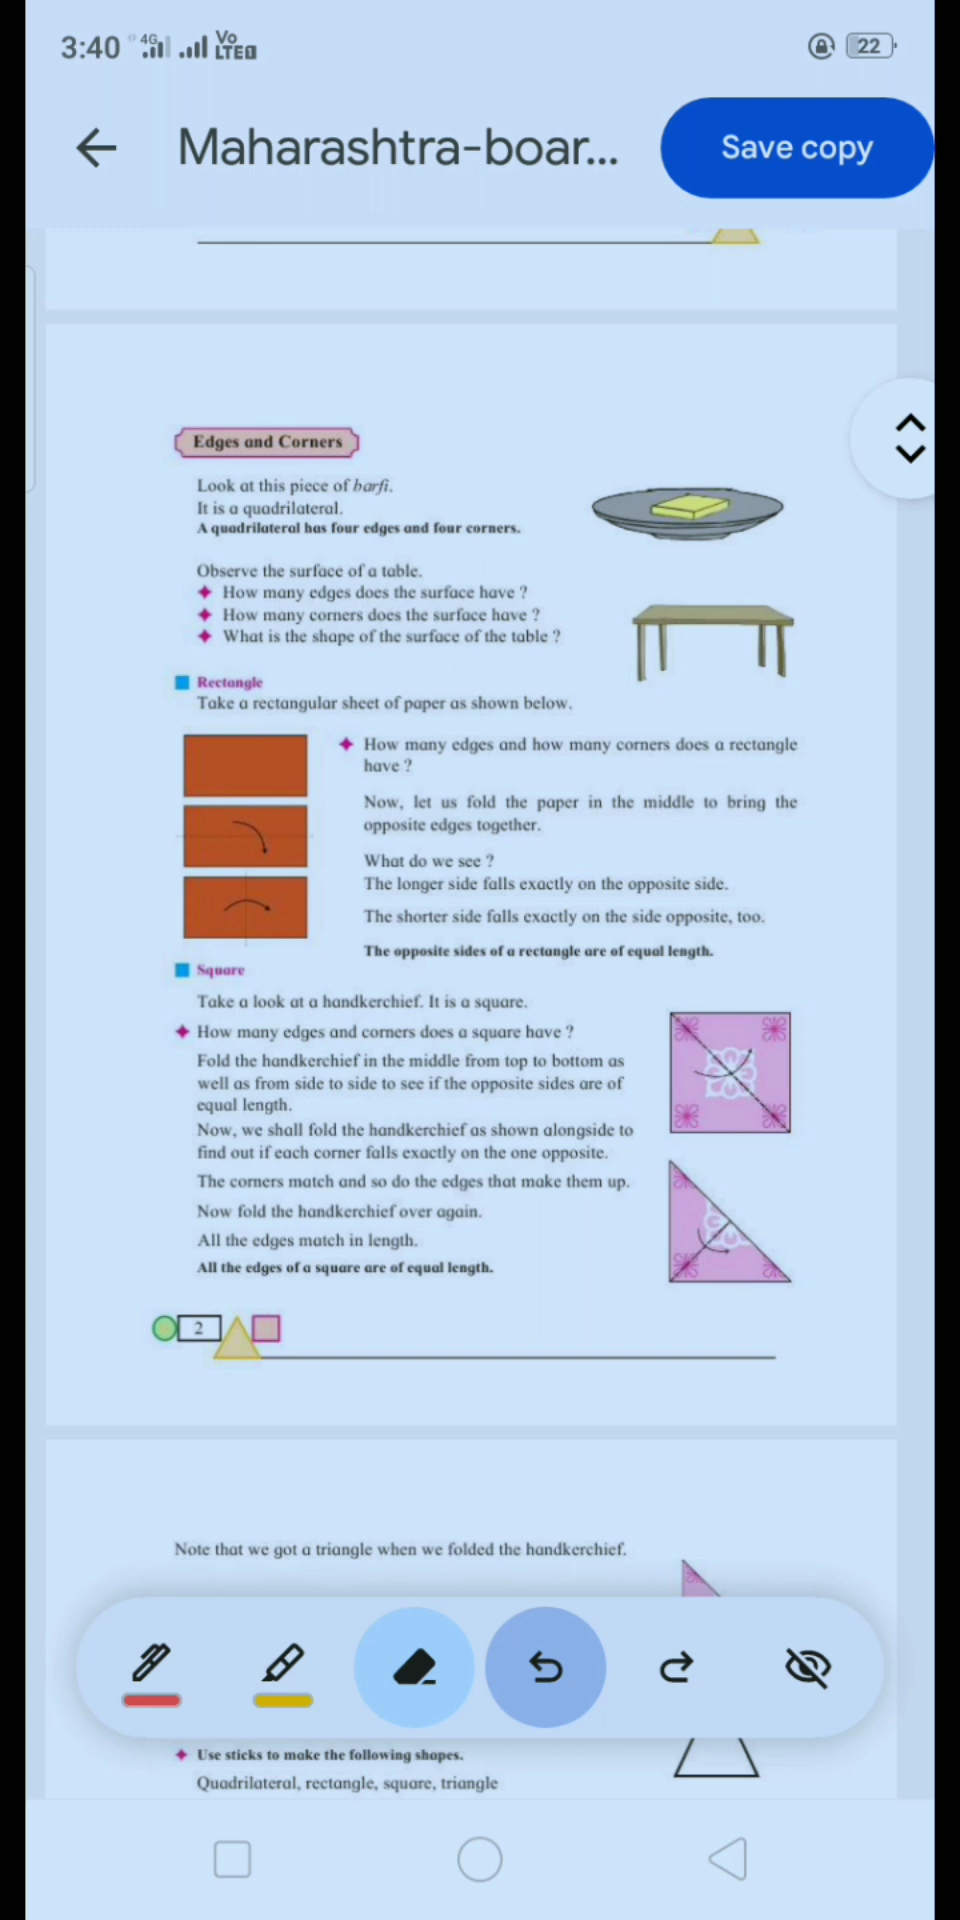 3:40 4G Vo LTE 22
Maharashtra-boar... Save copy
Edges and Corners
Look at this piece of barfi.
It is a quadrilateral.
A quadrilateral has four edges and four corners.
Observe the surface of a table.
How many edges does the surface have ?
How many corners does the surface have ?
What is the shape of the surface of the table ?
Rectangle
Take a rectangular sheet of paper as shown below.
How many edges and how many corners does a rectangle
have ?
Now, let us fold the paper in the middle to bring the
opposite edges together.
What do we see ?
The longer side falls exactly on the opposite side.
The shorter side falls exactly on the side opposite, too.
The opposite sides of a rectangle are of equal length.
Square
Take a look at a handkerchief. It is a square.
How many edges and corners does a square have ?
Fold the handkerchief in the middle from top to bottom as
well as from side to side to see if the opposite sides are of
equal length.
Now, we shall fold the handkerchief as shown alongside to
find out if each corner falls exactly on the one opposite.
The corners match and so do the edges that make them up.
Now fold the handkerchief over again.
All the edges match in length.
All the edges of a square are of equal length.
2
Note that we got a triangle when we folded the handkerchief.
Use sticks to make the following shapes.
Quadrilateral, rectangle, square, triangle